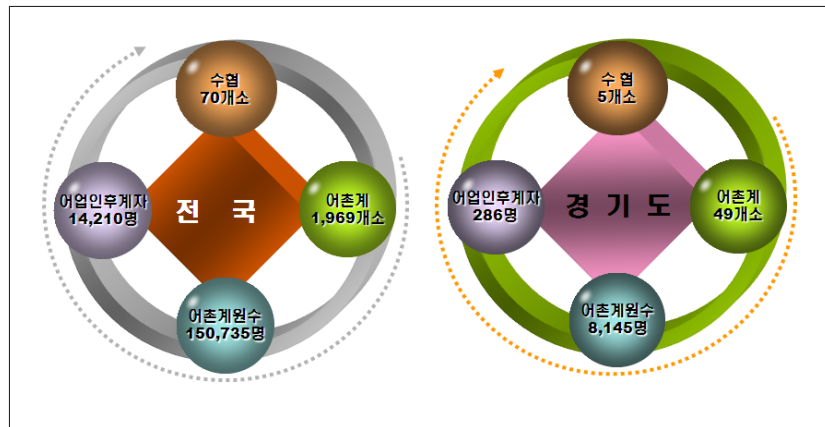 수협
70개소
어업인후계자
14,210명
전 국
어촌계
1,969개소
어촌계원수
150,735명
수 협
5개소
어업인후계자
286명
경 기 도
어촌계
49개소
어촌계원수
8,145명